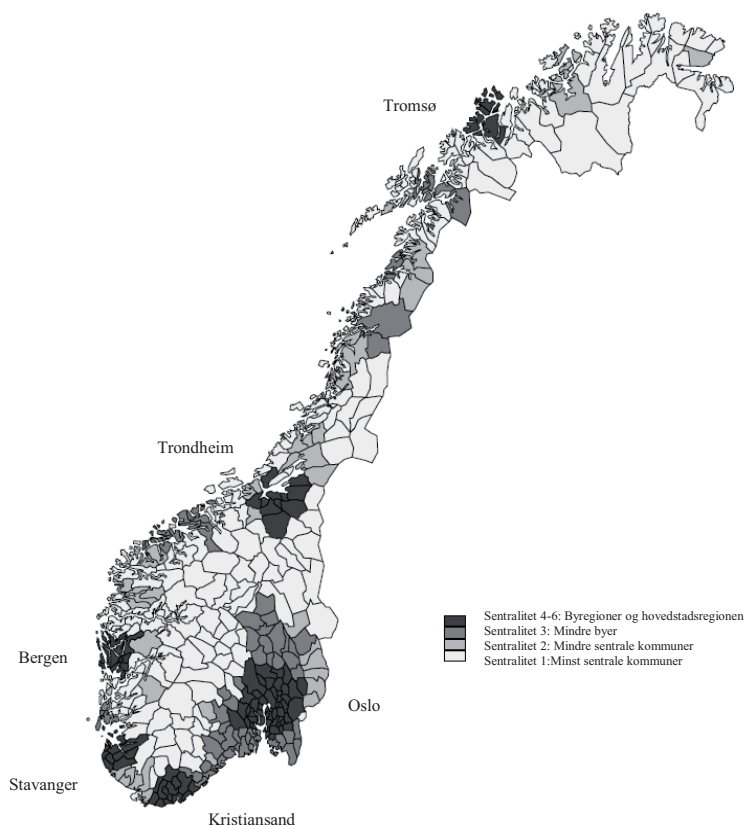 Tromsø
Trondheim
Sentralitet 4-6: Byregioner og hovedstadsregionen
Sentralitet 3: Mindre byer
Sentralitet 2: Mindre sentrale kommuner
Sentralitet 1:Minst sentrale kommuner
Bergen
Oslo
Stavanger
Kristiansand